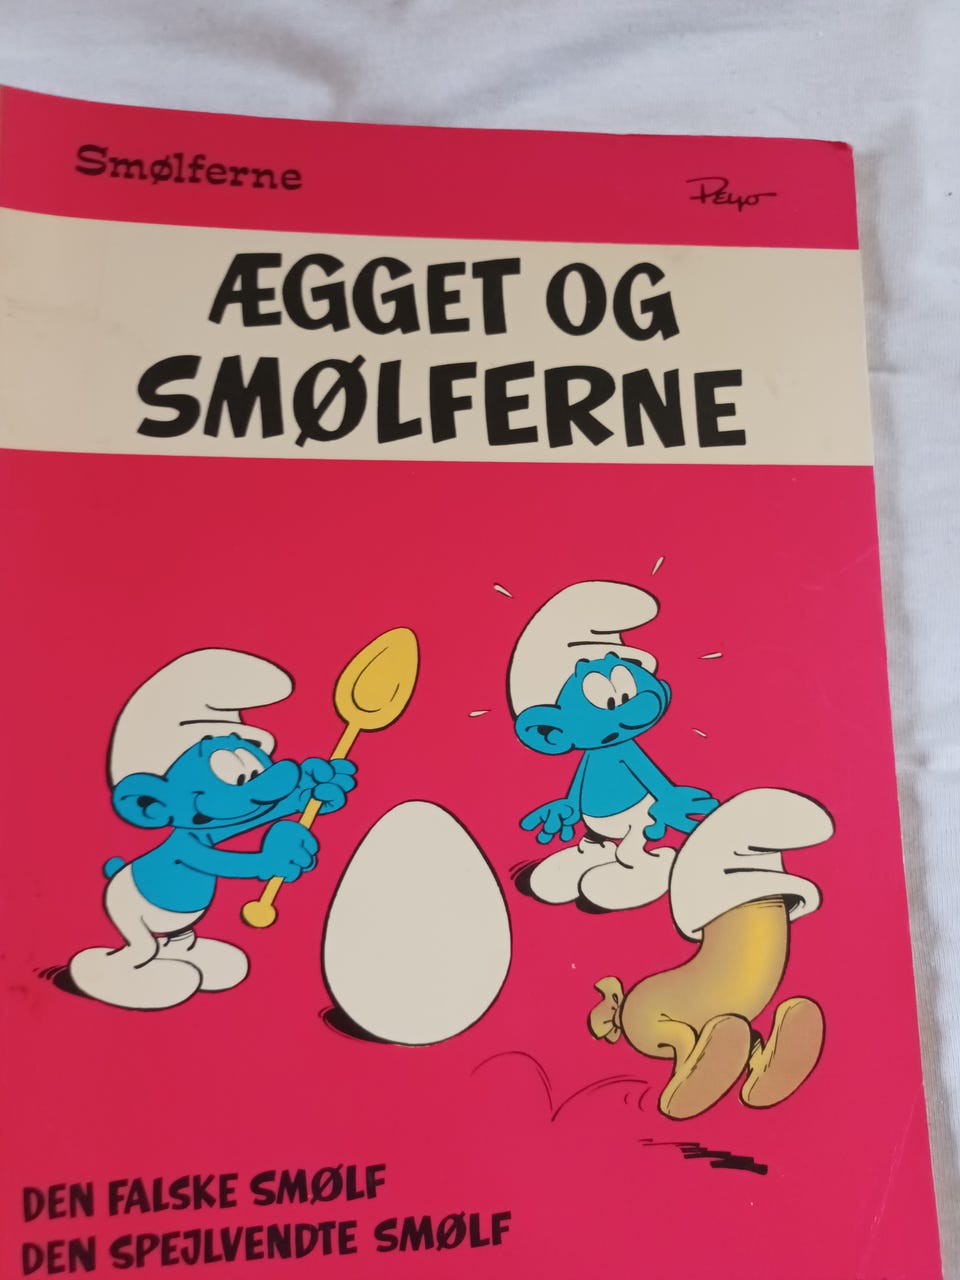 Smølferne
Peyo
ÆGGET OG
SMØLFERNE
DEN FALSKE SMØLF
DEN SPEJLVENDTE SMØLF